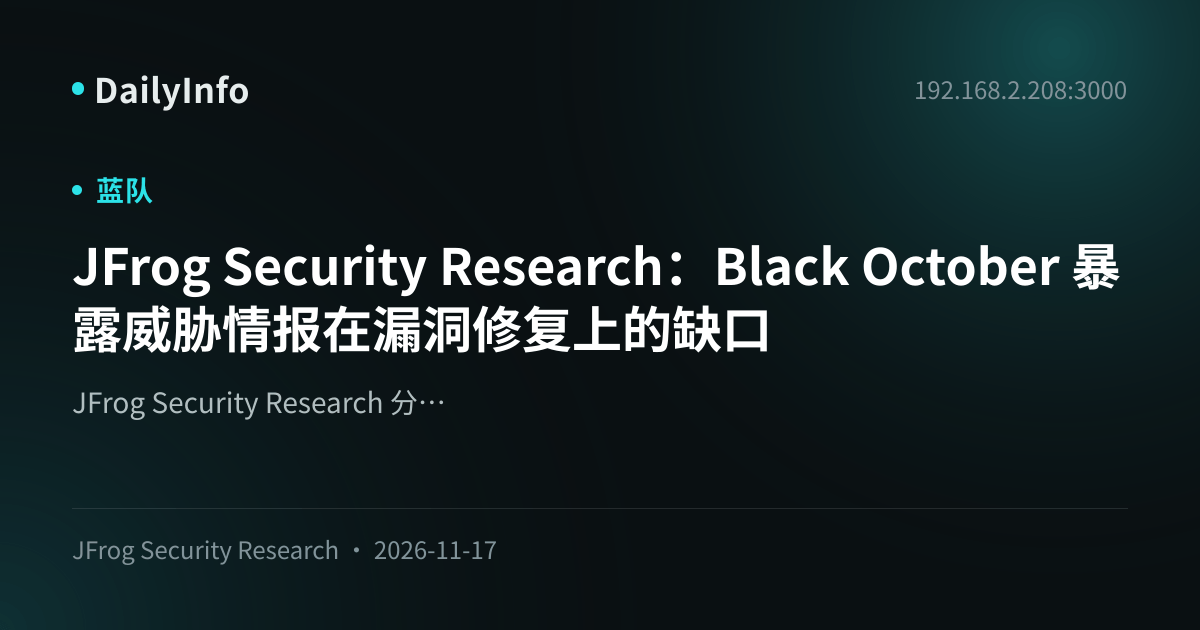 DailyInfo
192.168.2.208:3000
蓝队
JFrog Security Research：Black October 暴
露威胁情报在漏洞修复上的缺口
JFrog Security Research 分…
JFrog Security Research · 2026-11-17